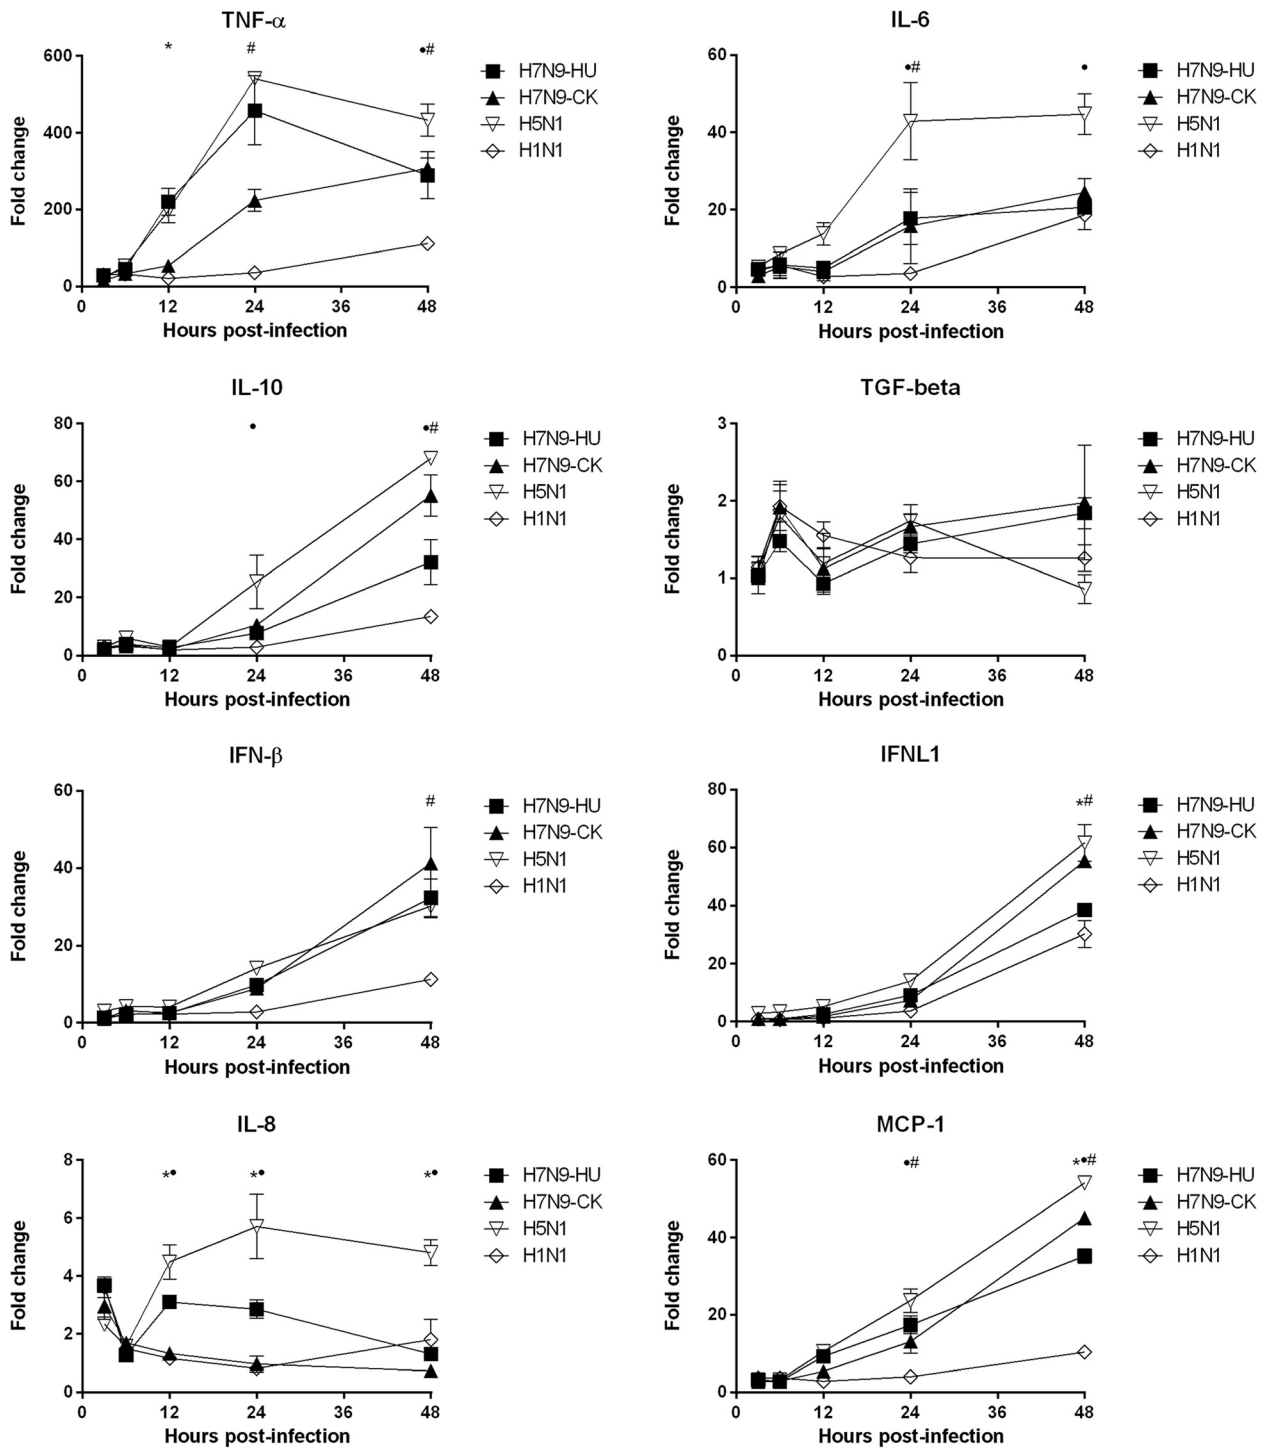 TNF-α
* # •#
600
400
200
0
Fold change
0 12 24 36 48
Hours post-infection
H7N9-HU
H7N9-CK
H5N1
H1N1
IL-6
•# •
60
40
20
0
Fold change
0 12 24 36 48
Hours post-infection
H7N9-HU
H7N9-CK
H5N1
H1N1
IL-10
• •#
80
60
40
20
0
Fold change
0 12 24 36 48
Hours post-infection
H7N9-HU
H7N9-CK
H5N1
H1N1
TGF-beta
3
2
1
0
Fold change
0 12 24 36 48
Hours post-infection
H7N9-HU
H7N9-CK
H5N1
H1N1
IFN-β
#
60
40
20
0
Fold change
0 12 24 36 48
Hours post-infection
H7N9-HU
H7N9-CK
H5N1
H1N1
IFNL1
*#
80
60
40
20
0
Fold change
0 12 24 36 48
Hours post-infection
H7N9-HU
H7N9-CK
H5N1
H1N1
IL-8
*• *• *•
8
6
4
2
0
Fold change
0 12 24 36 48
Hours post-infection
H7N9-HU
H7N9-CK
H5N1
H1N1
MCP-1
•# *•#
60
40
20
0
Fold change
0 12 24 36 48
Hours post-infection
H7N9-HU
H7N9-CK
H5N1
H1N1